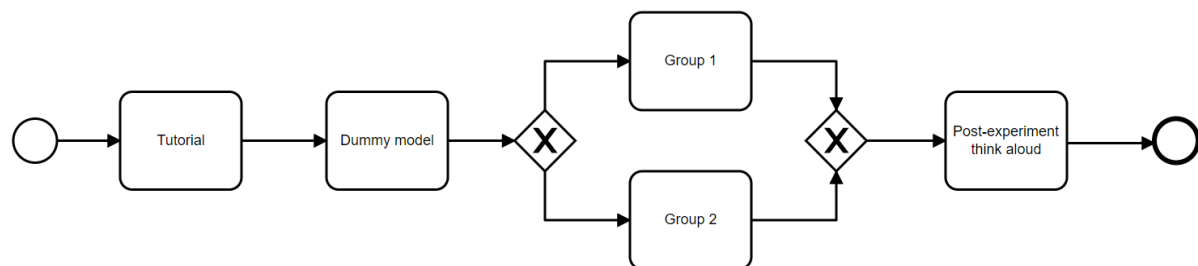 Tutorial
Dummy model
X
Group 1
Group 2
X
Post-experiment
think aloud